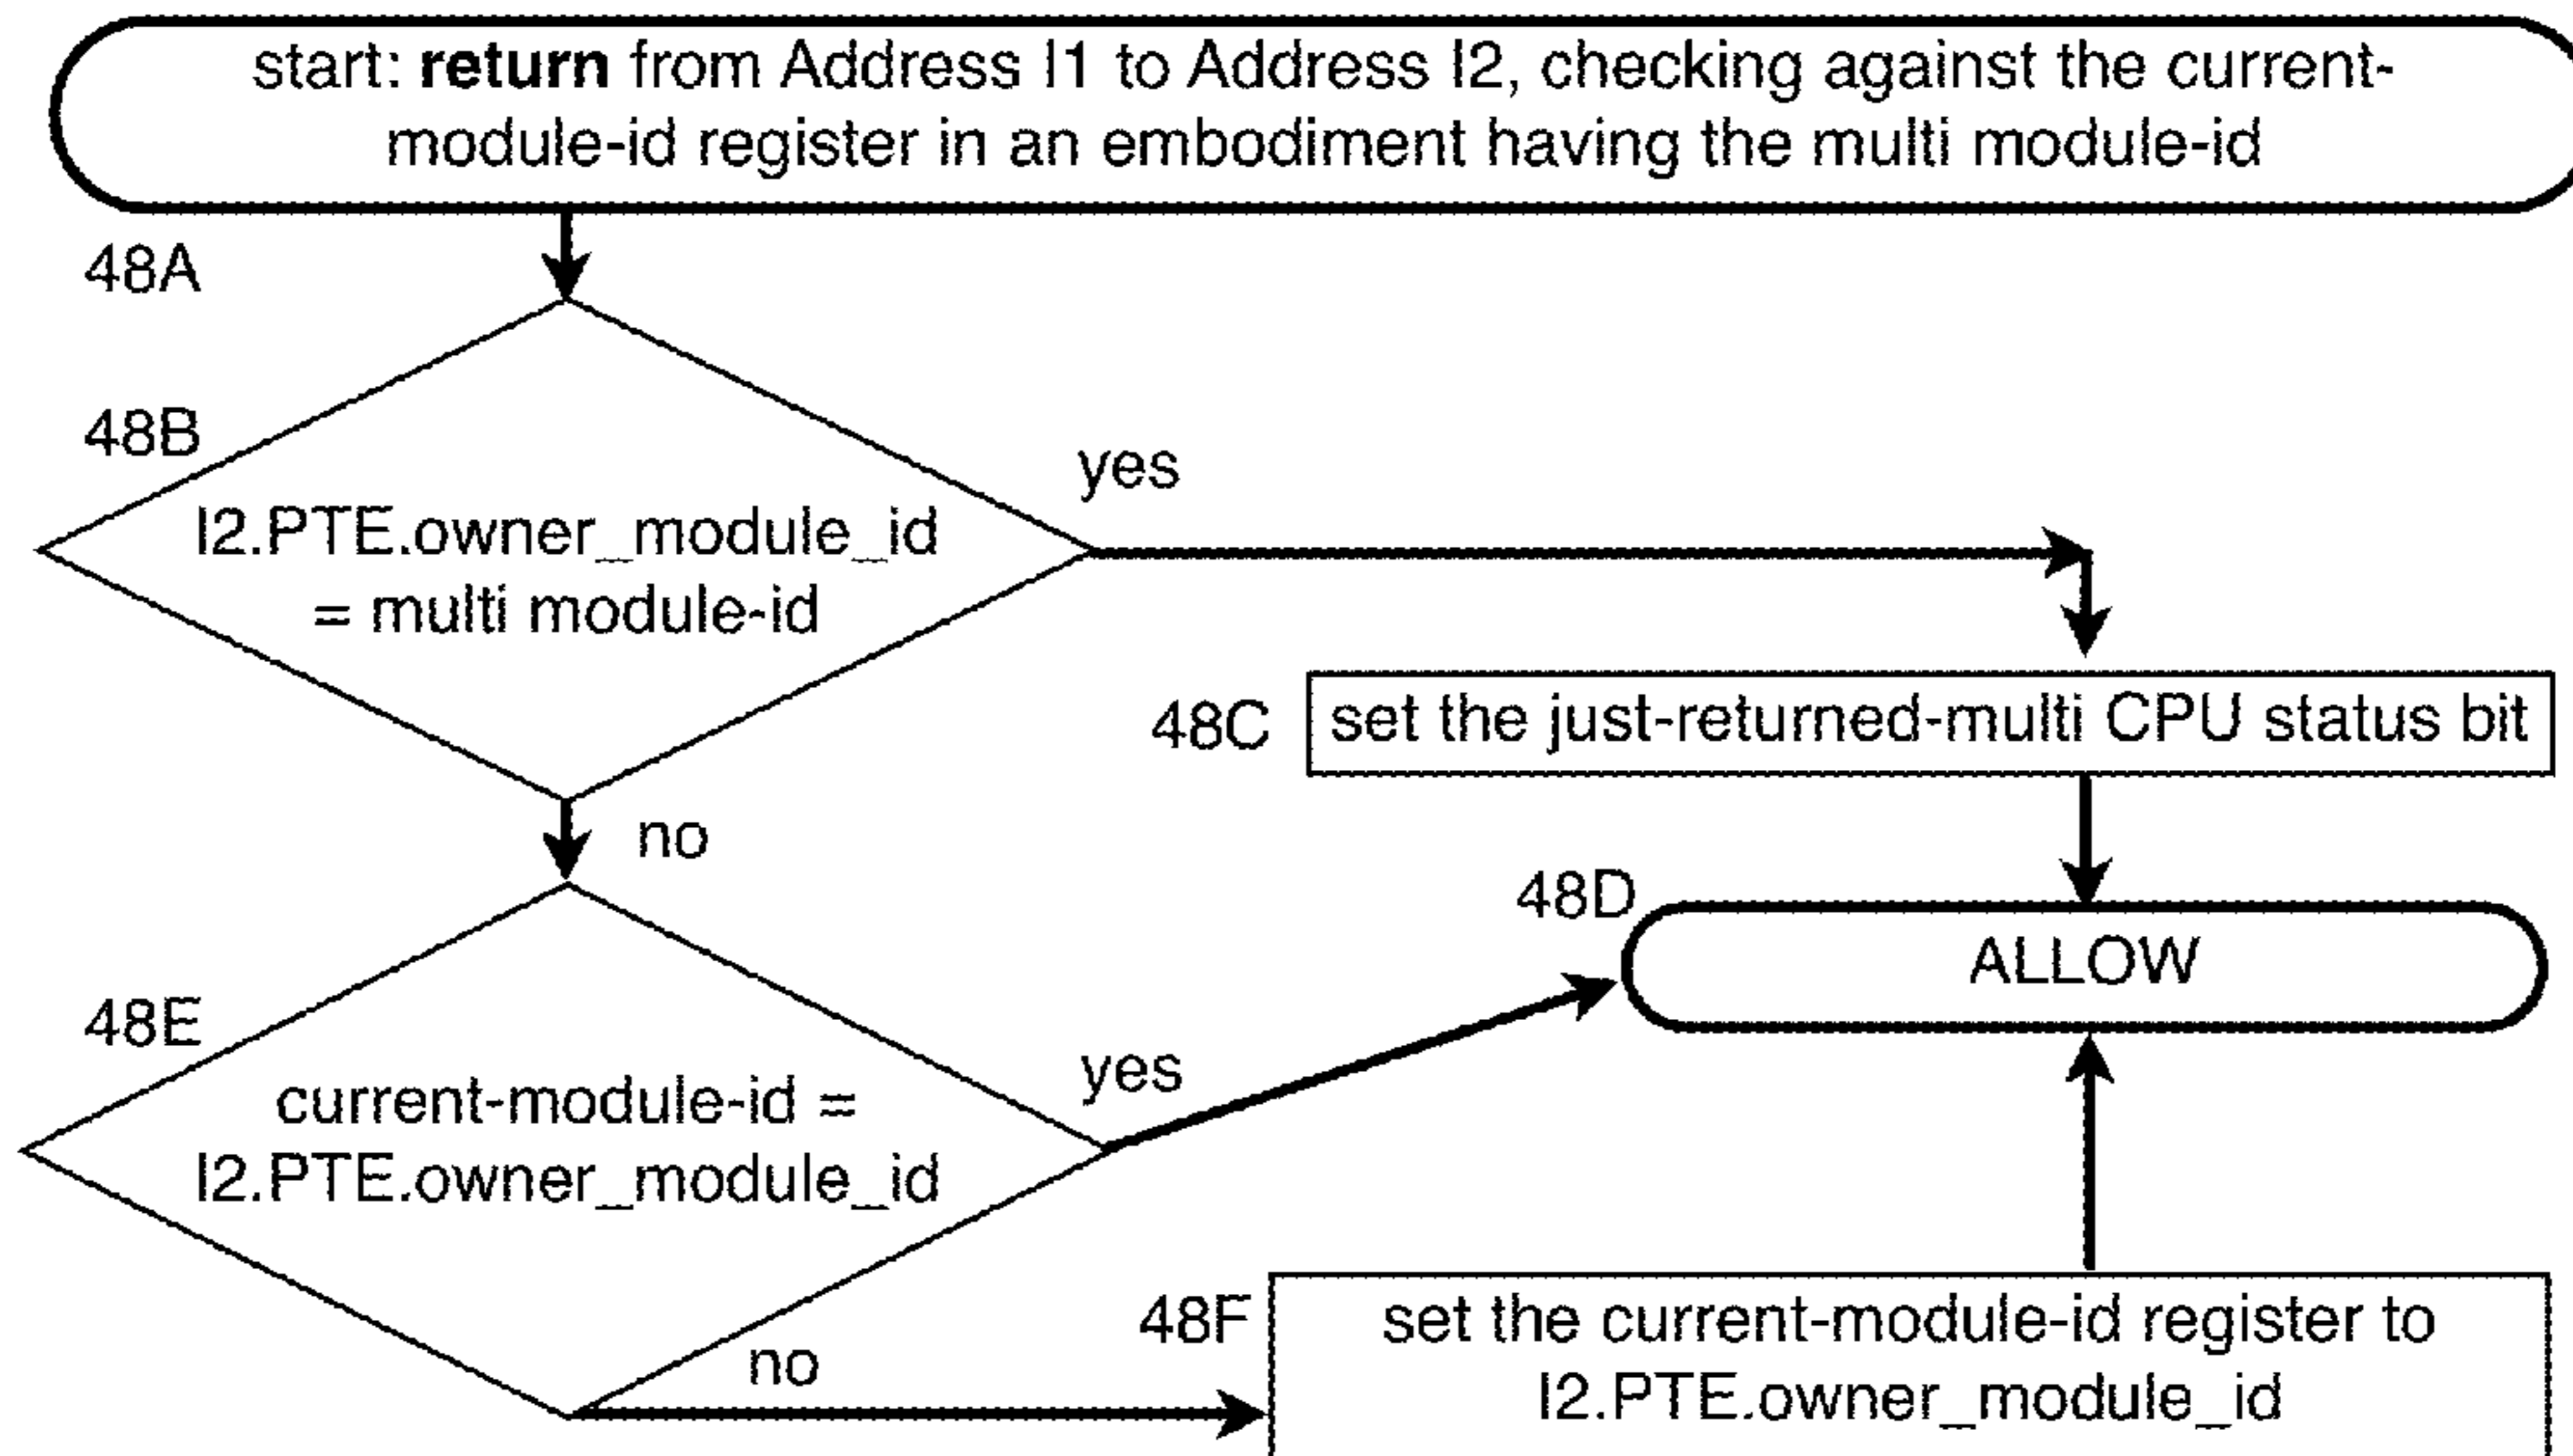 start: return from Address I1 to Address I2, checking against the current-
module-id register in an embodiment having the multi module-id
48A
48B
yes
I2.PTE.owner_module_id
= multi module-id
48C
set the just-returned-multi CPU status bit
no
48D
ALLOW
48E
yes
current-module-id =
I2.PTE.owner_module_id
48F
set the current-module-id register to
I2.PTE.owner_module_id
no